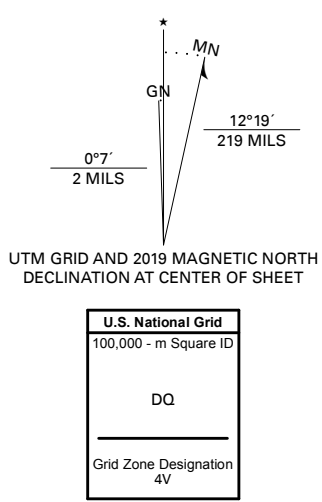 ★
MN
GN
12°19´
219 MILS
0°7´
2 MILS
UTM GRID AND 2019 MAGNETIC NORTH
DECLINATION AT CENTER OF SHEET
U.S. National Grid
100,000 - m Square ID
DQ
Grid Zone Designation
4V